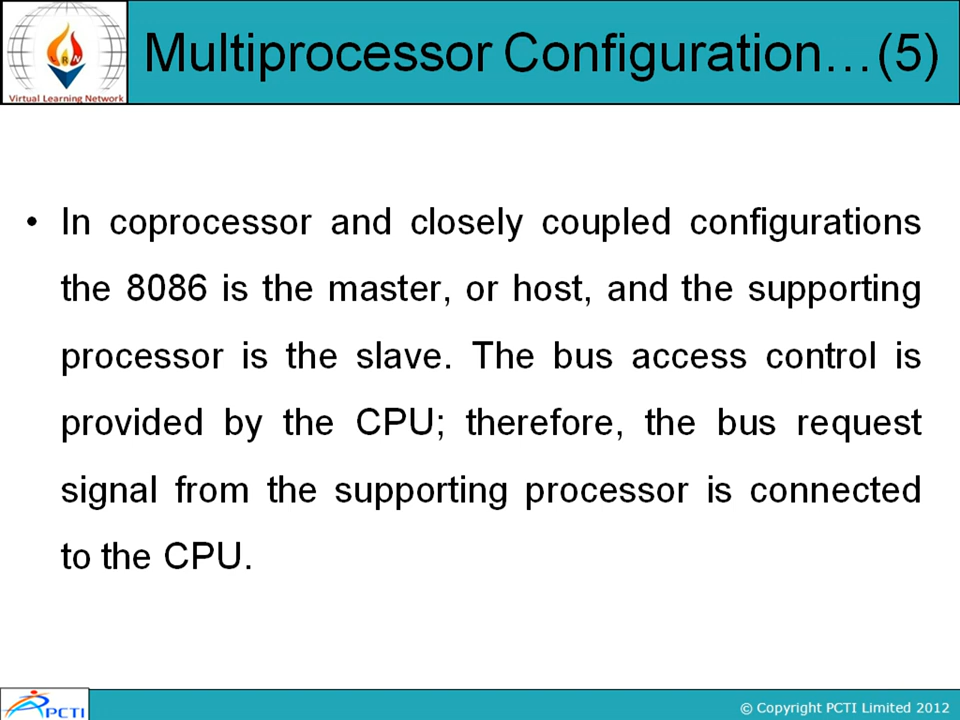 Multiprocessor Configuration…(5)
Virtual Learning Network
• In coprocessor and closely coupled configurations
the 8086 is the master, or host, and the supporting
processor is the slave. The bus access control is
provided by the CPU; therefore, the bus request
signal from the supporting processor is connected
to the CPU.
PCTI
© Copyright PCTI Limited 2012